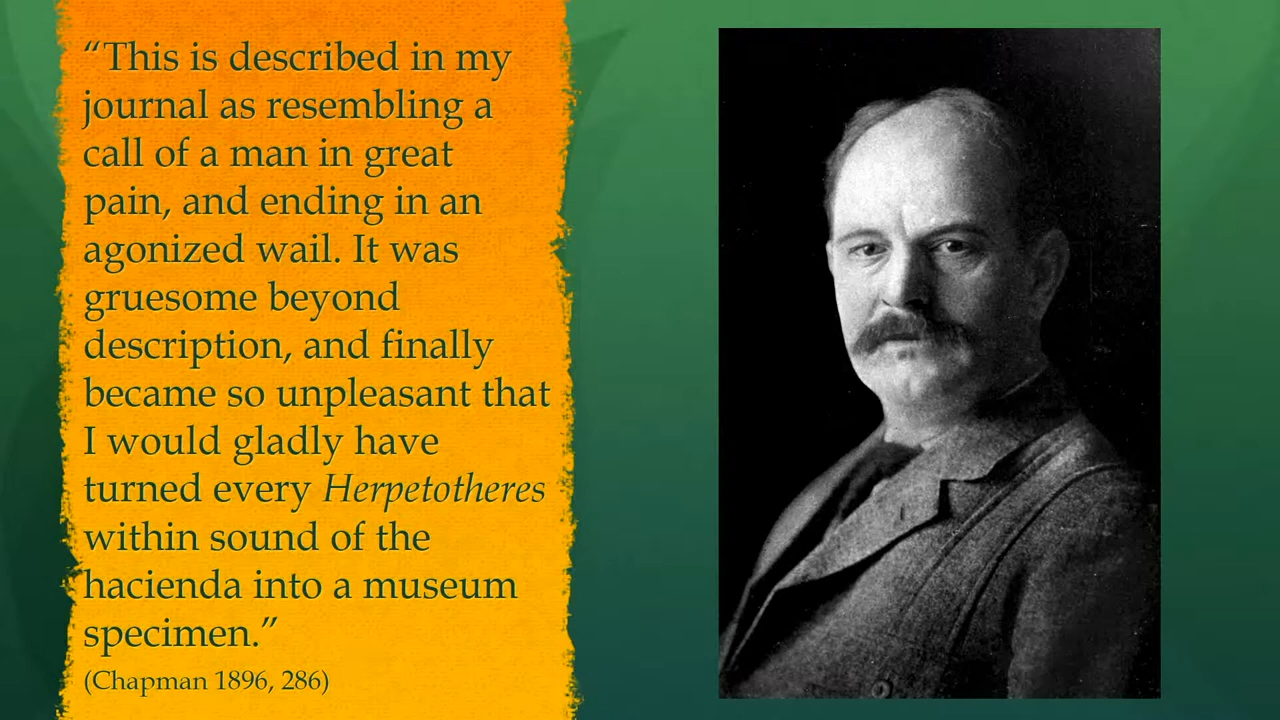 “This is described in my
journal as resembling a
call of a man in great
pain, and ending in an
agonized wail. It was
gruesome beyond
description, and finally
became so unpleasant that
I would gladly have
turned every Herpetotheres
within sound of the
hacienda into a museum
specimen.”
(Chapman 1896, 286)